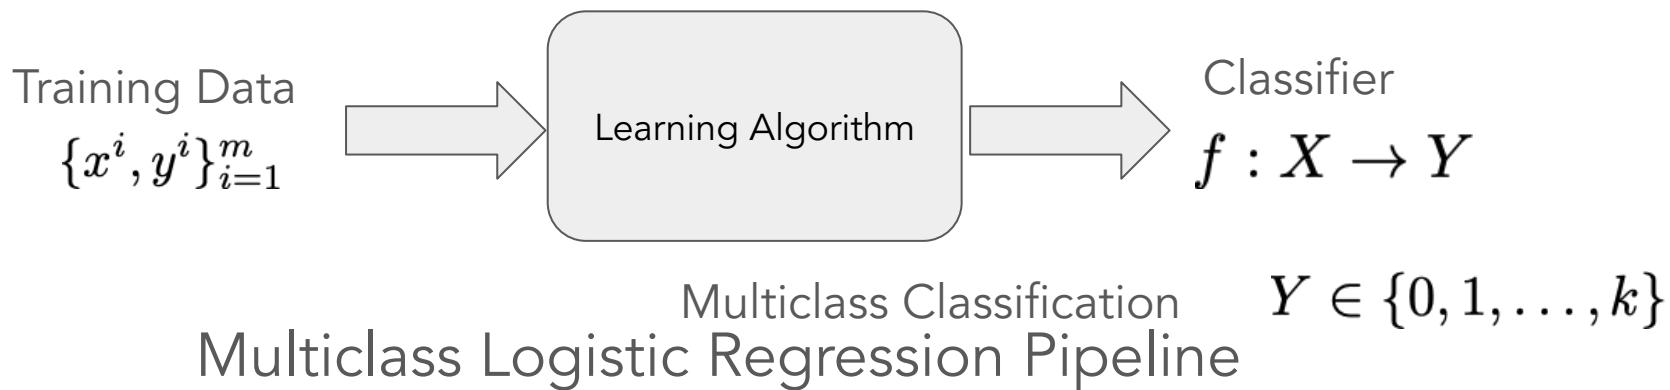 Training Data
{x^i, y^i}_{i=1}^m
Learning Algorithm
Classifier
f : X → Y
Multiclass Classification
Y ∈ {0, 1, . . . , k}
Multiclass Logistic Regression Pipeline